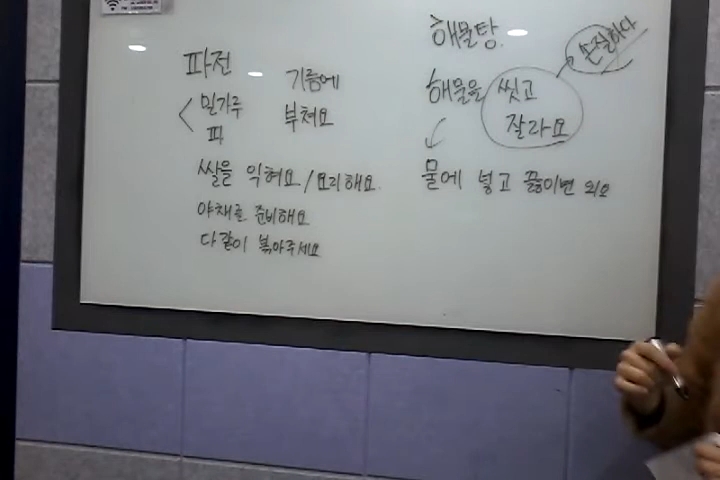 파전
기름에
밀가루
부쳐요
파
쌀을 익혀요 / 요리해요.
야채를 준비해요
다 같이 볶아주세요
해물탕.
손질하다
해물을 씻고
잘라요
물에 넣고 끓이면 되요